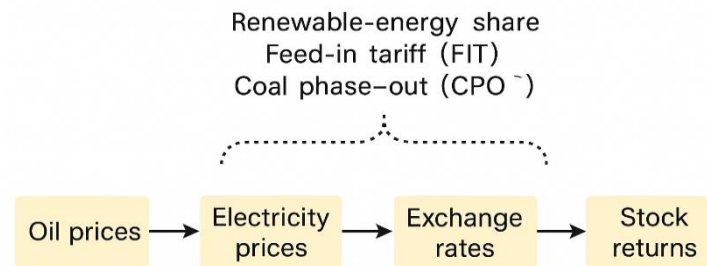 Renewable-energy share
Feed-in tariff (FIT)
Coal phase–out (CPO ⁻)
Oil prices
Electricity
prices
Exchange
rates
Stock
returns